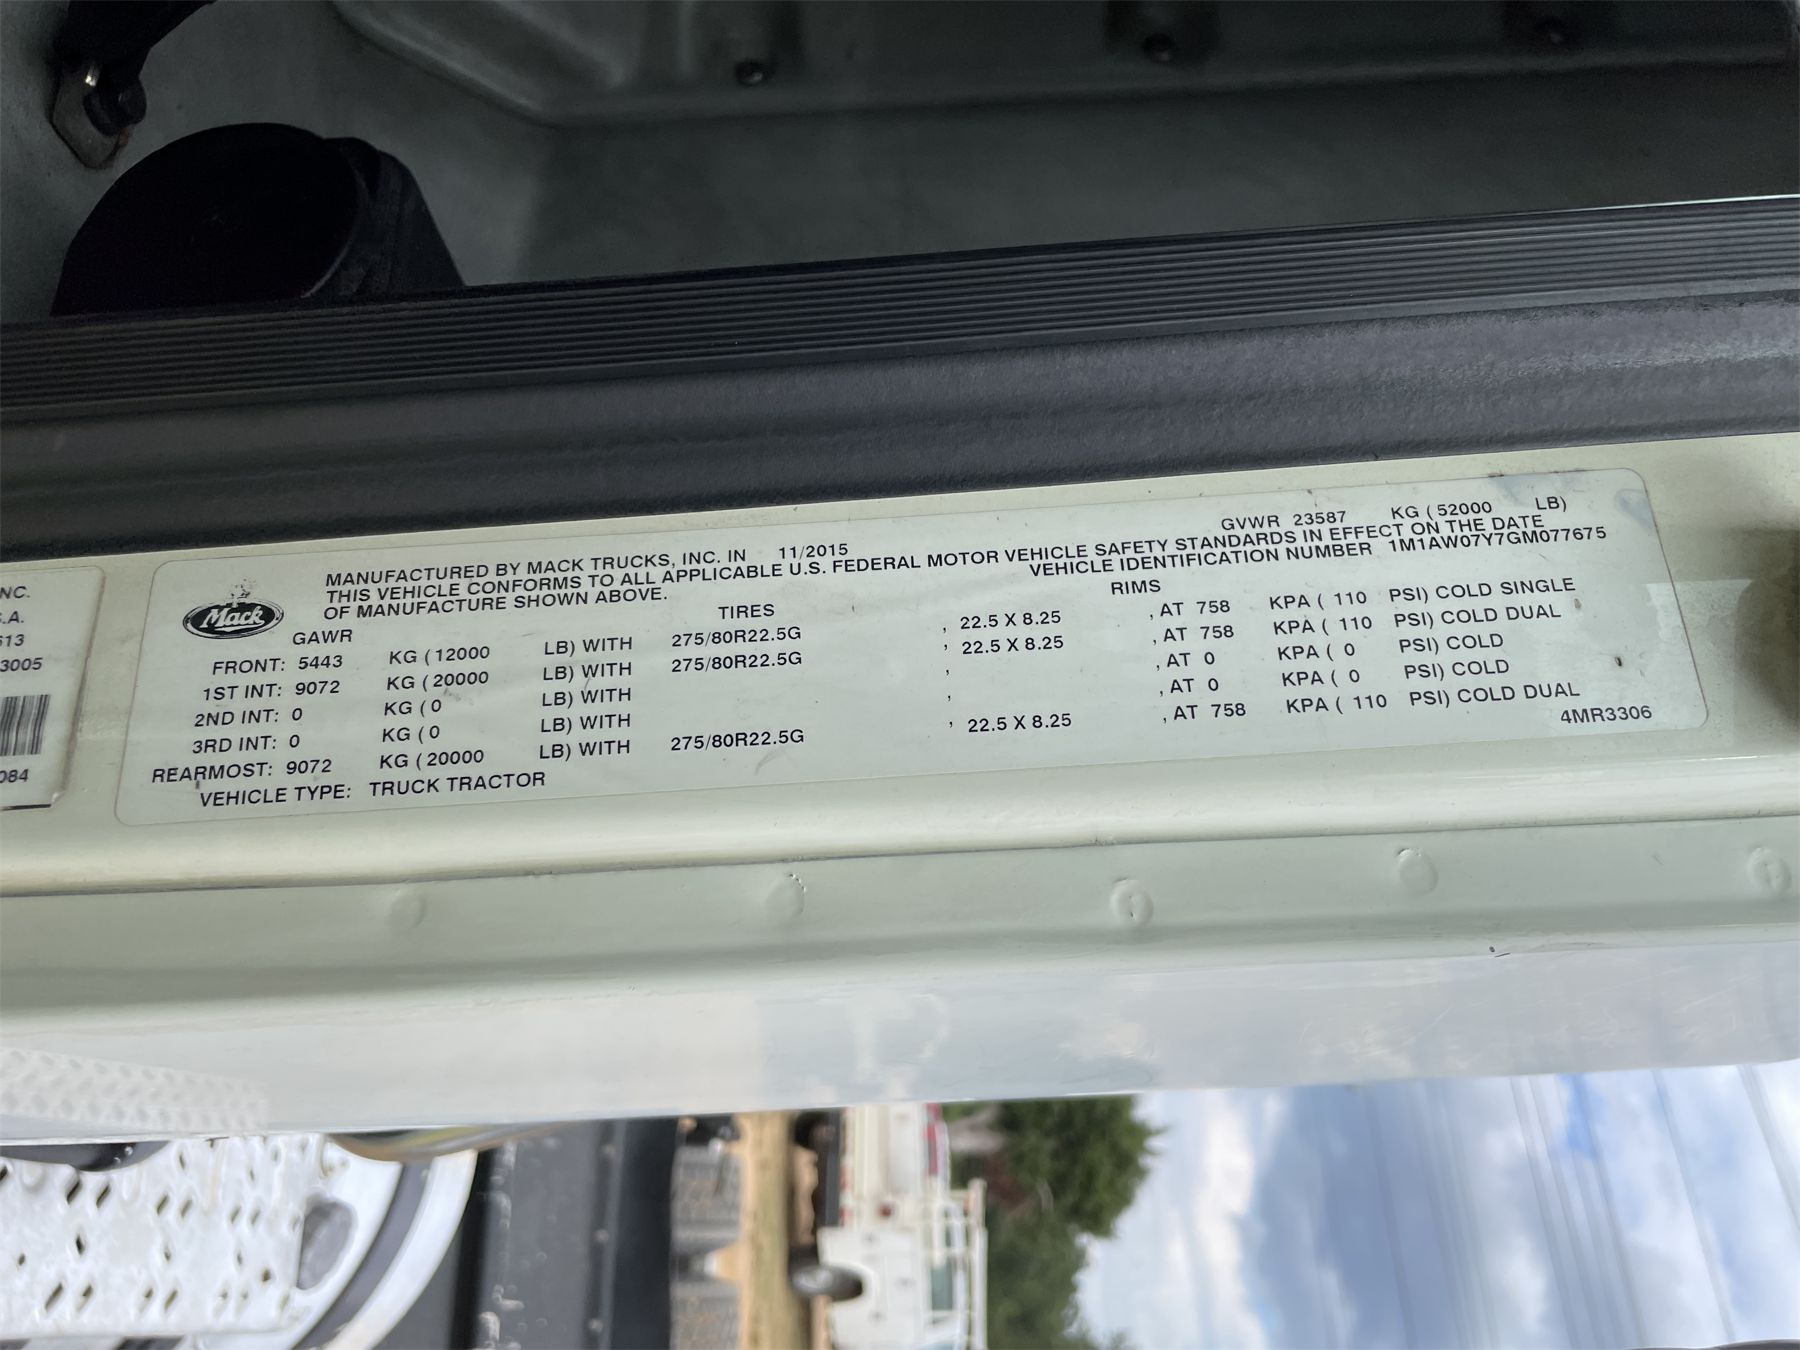 NC.
S.A.
613
3005
084
Mack
MANUFACTURED BY MACK TRUCKS, INC. IN 11/2015 GVWR 23587 KG ( 52000 LB)
THIS VEHICLE CONFORMS TO ALL APPLICABLE U.S. FEDERAL MOTOR VEHICLE SAFETY STANDARDS IN EFFECT ON THE DATE
OF MANUFACTURE SHOWN ABOVE. VEHICLE IDENTIFICATION NUMBER 1M1AW07Y7GM077675
GAWR TIRES RIMS
FRONT: 5443 KG ( 12000 LB) WITH 275/80R22.5G , 22.5 X 8.25 , AT 758 KPA ( 110 PSI) COLD SINGLE
1ST INT: 9072 KG ( 20000 LB) WITH 275/80R22.5G , 22.5 X 8.25 , AT 758 KPA ( 110 PSI) COLD DUAL
2ND INT: 0 KG ( 0 LB) WITH , , AT 0 KPA ( 0 PSI) COLD
3RD INT: 0 KG ( 0 LB) WITH , , AT 0 KPA ( 0 PSI) COLD
REARMOST: 9072 KG ( 20000 LB) WITH 275/80R22.5G , 22.5 X 8.25 , AT 758 KPA ( 110 PSI) COLD DUAL
VEHICLE TYPE: TRUCK TRACTOR 4MR3306